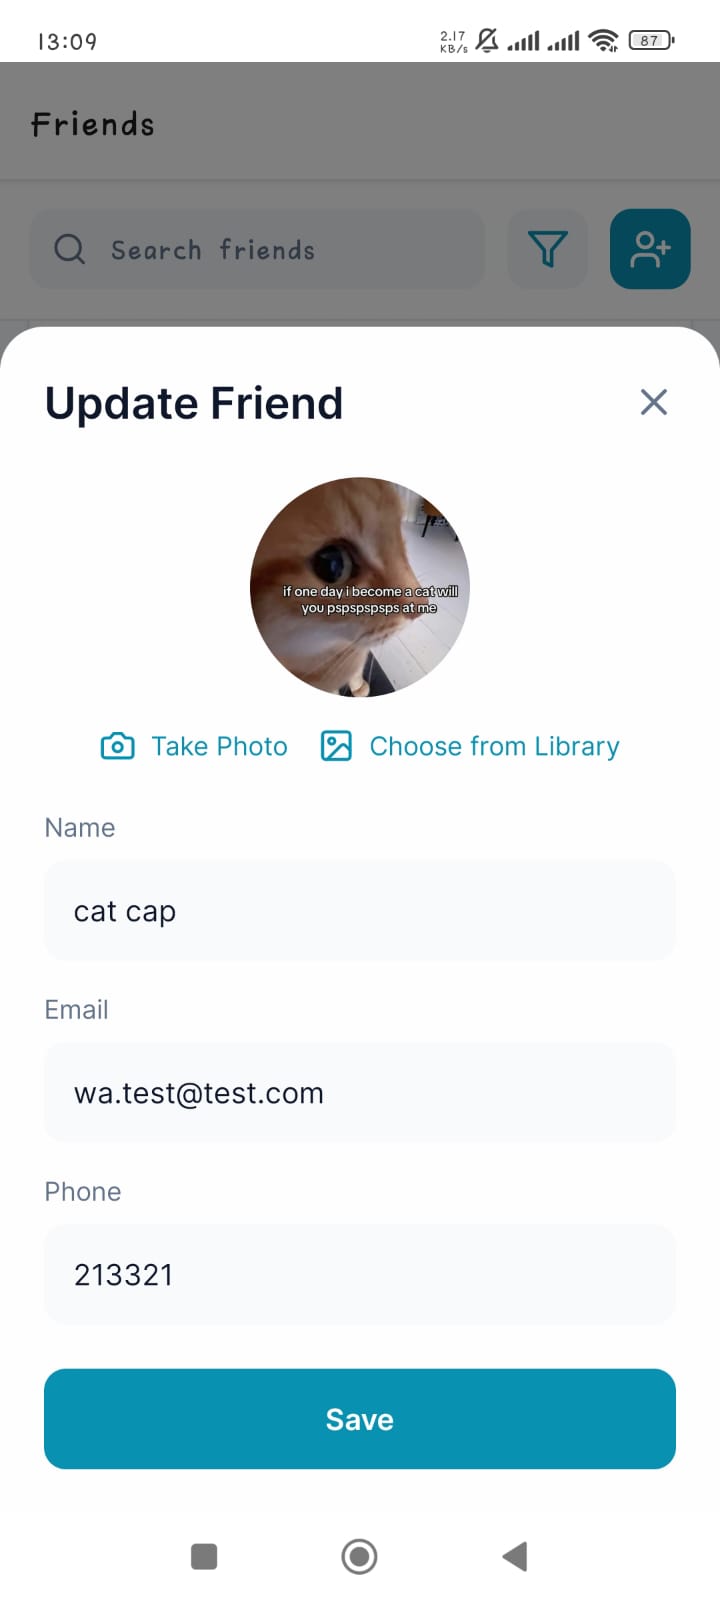 13:09
2.17
KB/s
87
Friends
Search friends
Update Friend
if one day i become a cat will
you pspspspsps at me
Take Photo
Choose from Library
Name
cat cap
Email
wa.test@test.com
Phone
213321
Save